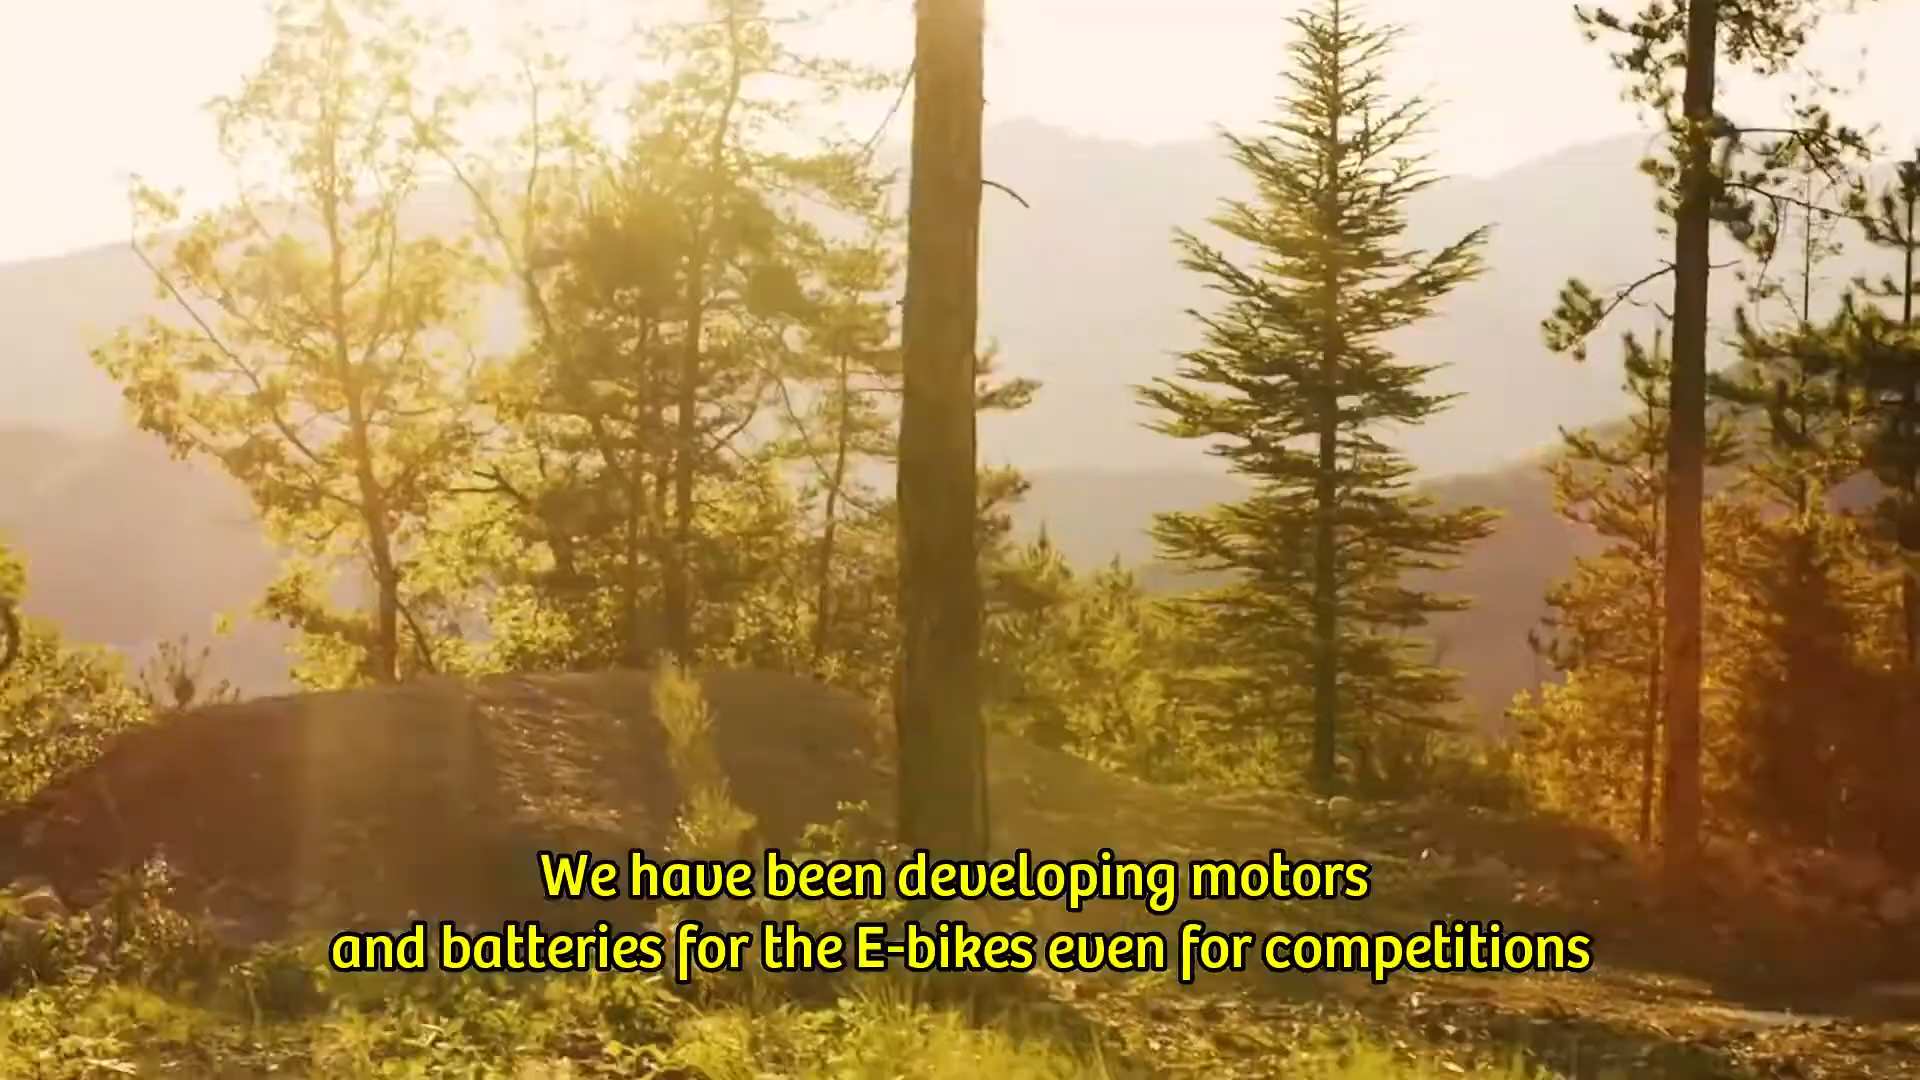 We have been developing motors
and batteries for the E-bikes even for competitions